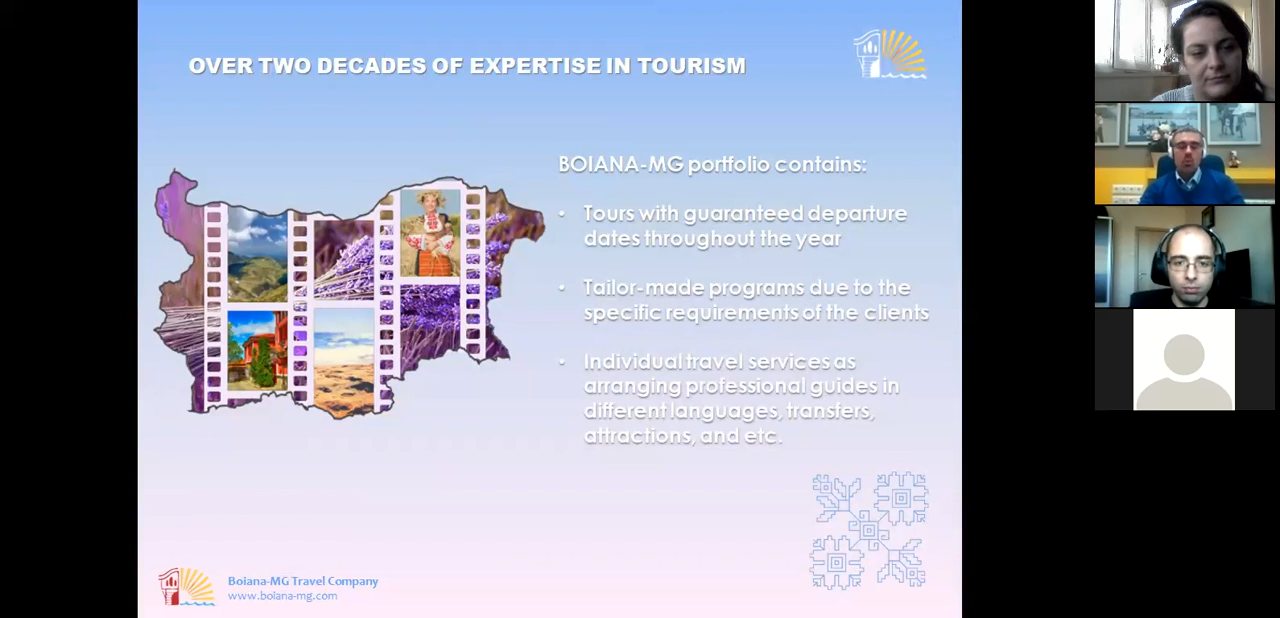 OVER TWO DECADES OF EXPERTISE IN TOURISM
BOIANA-MG portfolio contains:
• Tours with guaranteed departure
dates throughout the year
• Tailor-made programs due to the
specific requirements of the clients
• Individual travel services as
arranging professional guides in
different languages, transfers,
attractions, and etc.
Boiana-MG Travel Company
www.boiana-mg.com